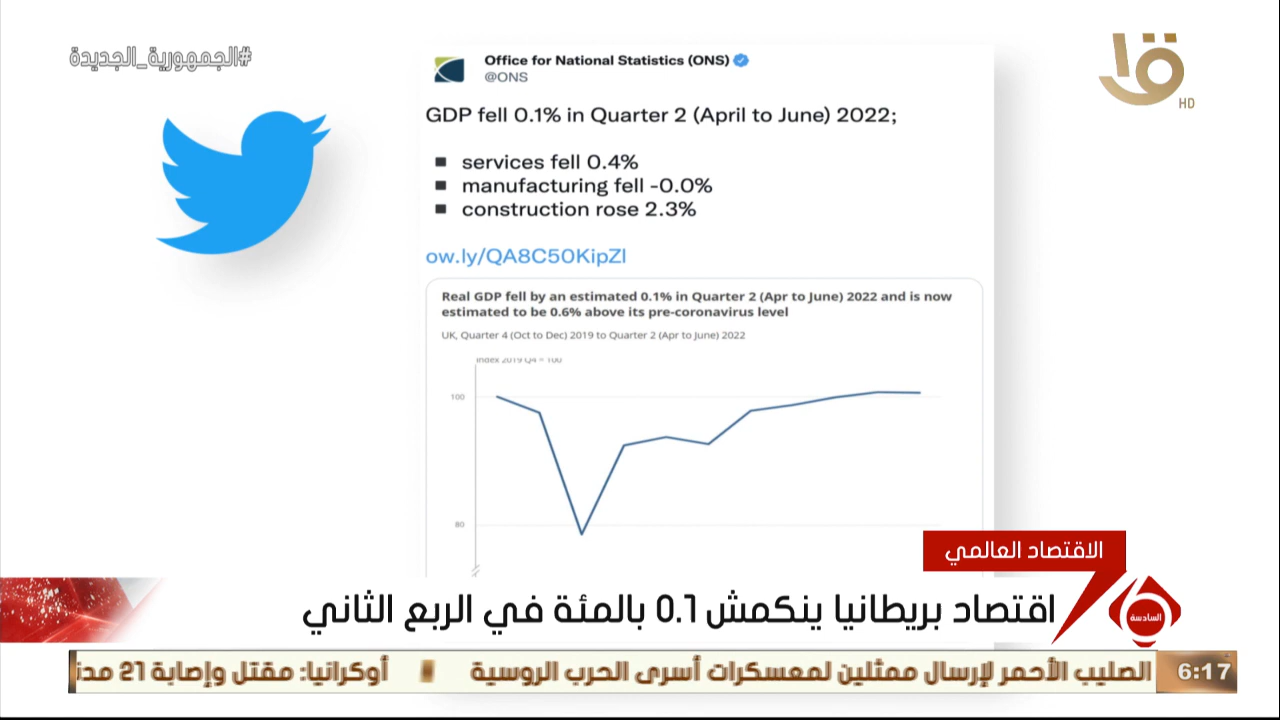 #الجمهورية_الجديدة
HD
Office for National Statistics (ONS)
@ONS
GDP fell 0.1% in Quarter 2 (April to June) 2022;
services fell 0.4%
manufacturing fell -0.0%
construction rose 2.3%
ow.ly/QA8C50KipZI
Real GDP fell by an estimated 0.1% in Quarter 2 (Apr to June) 2022 and is now
estimated to be 0.6% above its pre-coronavirus level
UK, Quarter 4 (Oct to Dec) 2019 to Quarter 2 (Apr to June) 2022
Index 2019 Q4 = 100
100
80
الاقتصاد العالمي
اقتصاد بريطانيا ينكمش 0.1 بالمئة في الربع الثاني
السادسة
6:17
الصليب الأحمر لإرسال ممثلين لمعسكرات أسرى الحرب الروسية
أوكرانيا: مقتل وإصابة 21